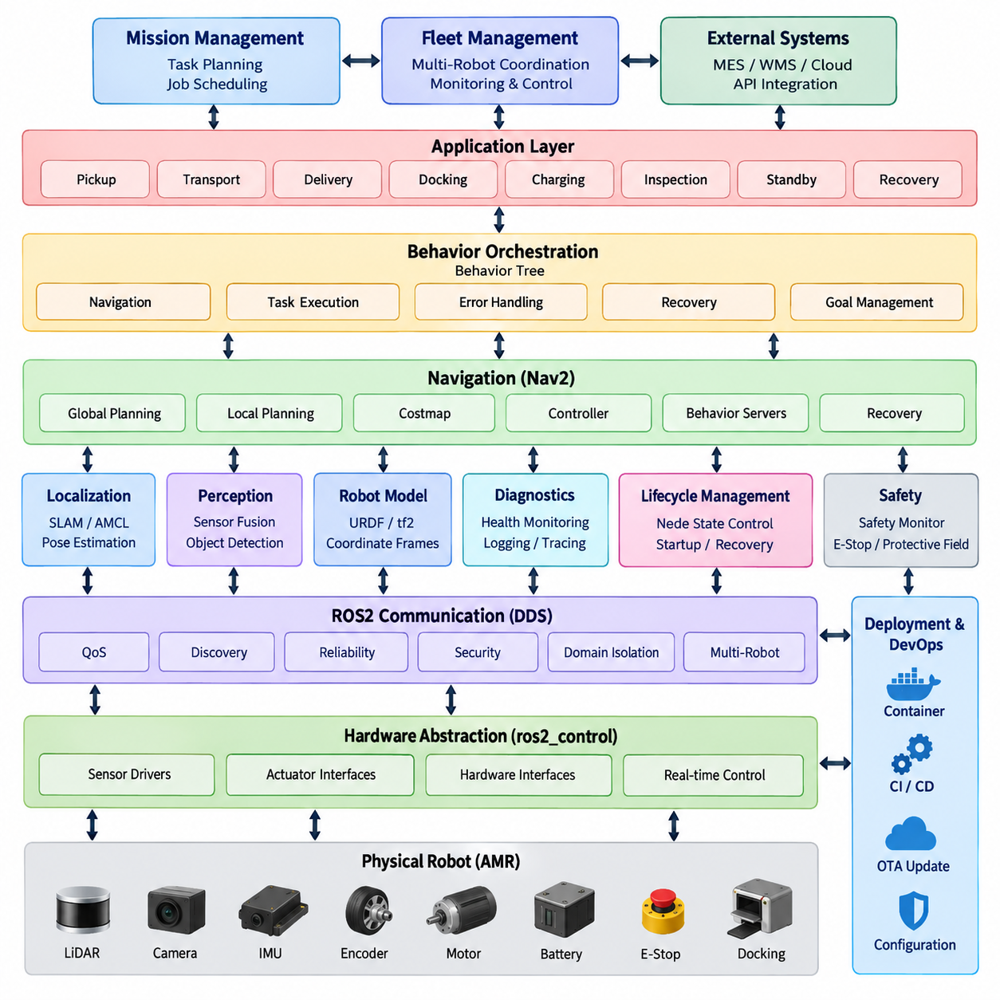 Mission Management
Task Planning
Job Scheduling
Fleet Management
Multi-Robot Coordination
Monitoring & Control
External Systems
MES / WMS / Cloud
API Integration
Application Layer
Pickup
Transport
Delivery
Docking
Charging
Inspection
Standby
Recovery
Behavior Orchestration
Behavior Tree
Navigation
Task Execution
Error Handling
Recovery
Goal Management
Navigation (Nav2)
Global Planning
Local Planning
Costmap
Controller
Behavior Servers
Recovery
Localization
SLAM / AMCL
Pose Estimation
Perception
Sensor Fusion
Object Detection
Robot Model
URDF / tf2
Coordinate Frames
Diagnostics
Health Monitoring
Logging / Tracing
Lifecycle Management
Nede State Control
Startup / Recovery
Safety
Safety Monitor
E-Stop / Protective Field
ROS2 Communication (DDS)
QoS
Discovery
Reliability
Security
Domain Isolation
Multi-Robot
Hardware Abstraction (ros2_control)
Sensor Drivers
Actuator Interfaces
Hardware Interfaces
Real-time Control
Physical Robot (AMR)
LiDAR
Camera
IMU
Encoder
Motor
Battery
E-Stop
Docking
Deployment &
DevOps
Container
CI / CD
OTA Update
Configuration